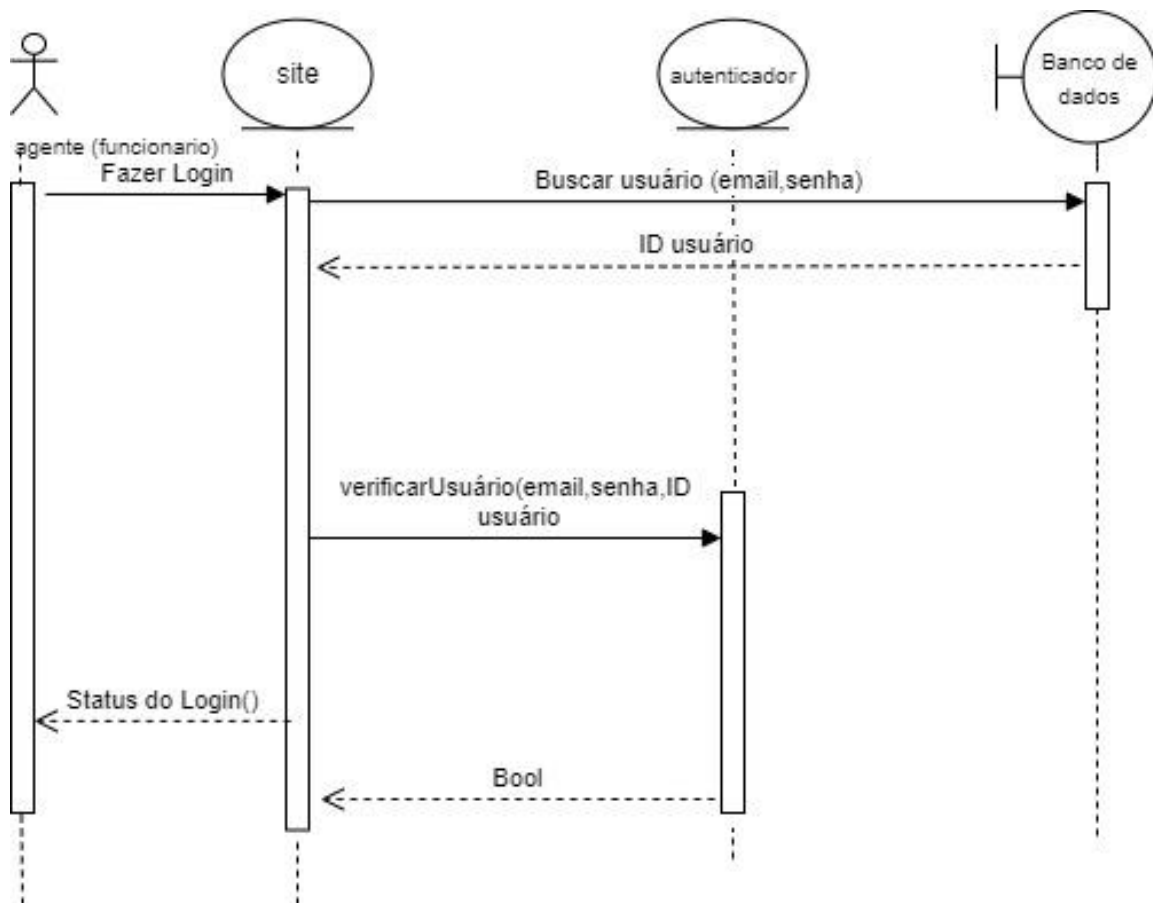 site
autenticador
Banco de
dados
agente (funcionario)
Fazer Login
Buscar usuário (email,senha)
ID usuário
verificarUsuário(email,senha,ID
usuário
Status do Login()
Bool